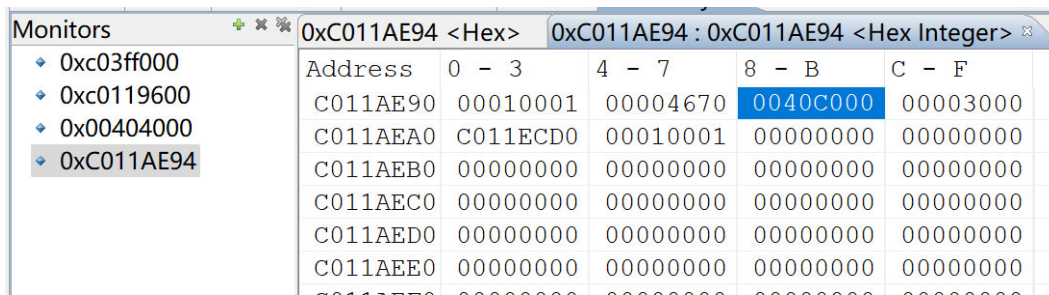 Monitors
0xc03ff000
0xc0119600
0x00404000
0xC011AE94
0xC011AE94 <Hex> 0xC011AE94 : 0xC011AE94 <Hex Integer>
Address 0 - 3 4 - 7 8 - B C - F
C011AE90 00010001 00004670 0040C000 00003000
C011AEA0 C011ECD0 00010001 00000000 00000000
C011AEB0 00000000 00000000 00000000 00000000
C011AEC0 00000000 00000000 00000000 00000000
C011AED0 00000000 00000000 00000000 00000000
C011AEE0 00000000 00000000 00000000 00000000